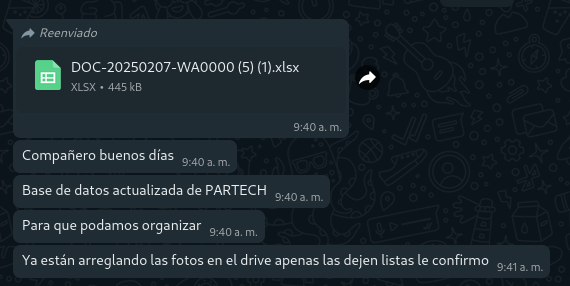 Reenviado
DOC-20250207-WA0000 (5) (1).xlsx
XLSX • 445 kB
9:40 a. m.
Compañero buenos días 9:40 a. m.
Base de datos actualizada de PARTECH 9:40 a. m.
Para que podamos organizar 9:40 a. m.
Ya están arreglando las fotos en el drive apenas las dejen listas le confirmo 9:41 a. m.